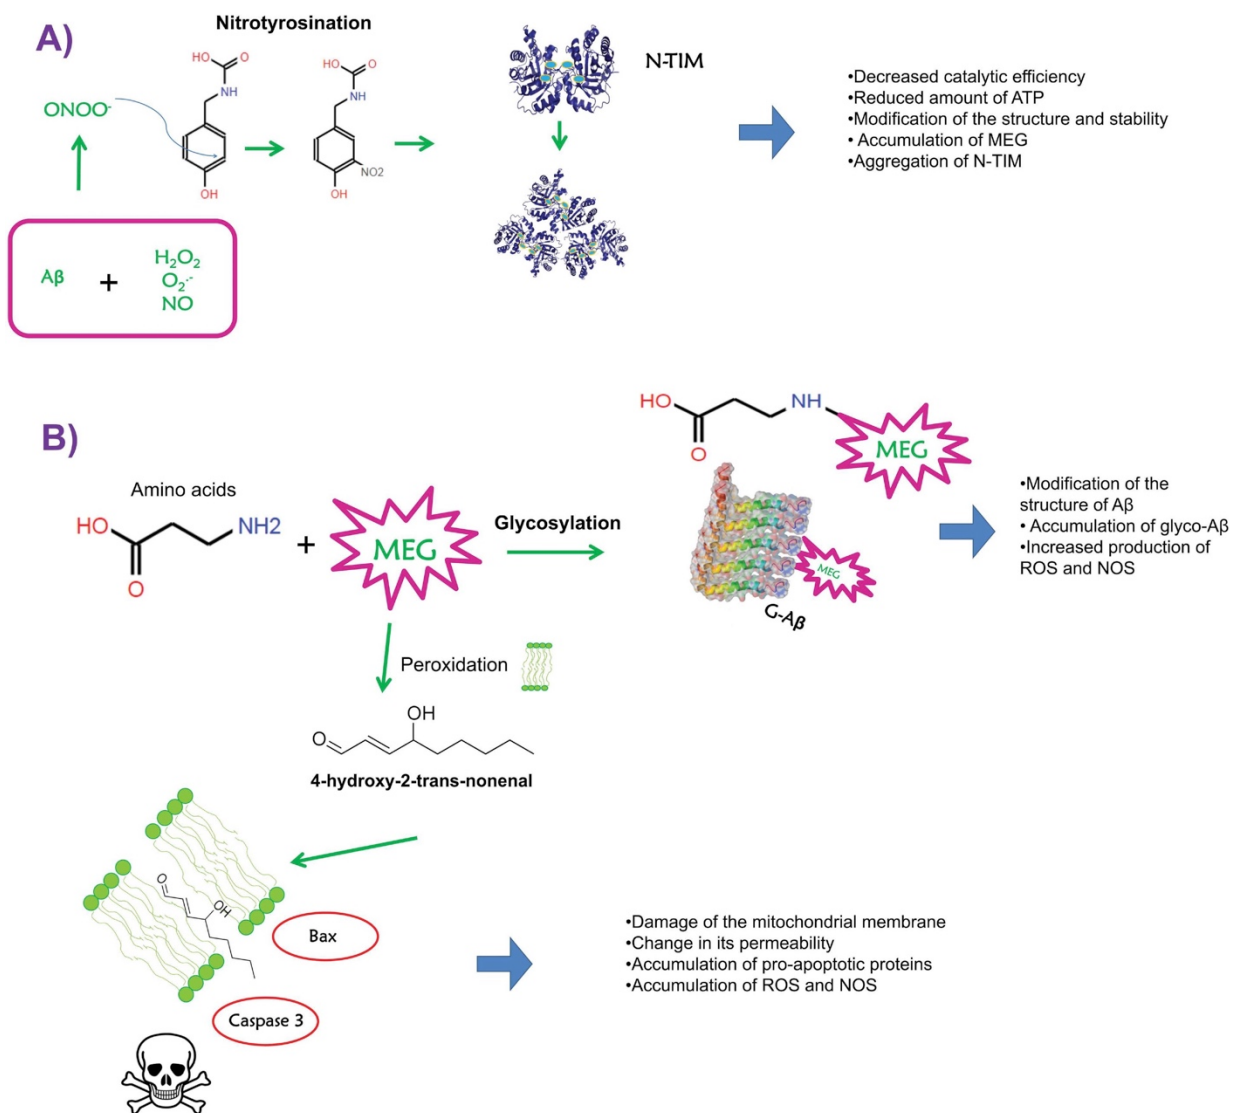 A)
Nitrotyrosination
HO
O
NH
OH
HO
O
NH
NO2
OH
ONOO⁻
N-TIM
•Decreased catalytic efficiency
•Reduced amount of ATP
•Modification of the structure and stability
• Accumulation of MEG
•Aggregation of N-TIM
Aβ
+
H₂O₂
O₂·⁻
NO
B)
Amino acids
HO
O
NH2
+
MEG
Glycosylation
HO
O
NH
MEG
MEG
G-Aβ
•Modification of the
structure of Aβ
• Accumulation of glyco-Aβ
•Increased production of
ROS and NOS
Peroxidation
OH
O
4-hydroxy-2-trans-nonenal
O
OH
Bax
Caspase 3
•Damage of the mitochondrial membrane
•Change in its permeability
•Accumulation of pro-apoptotic proteins
•Accumulation of ROS and NOS